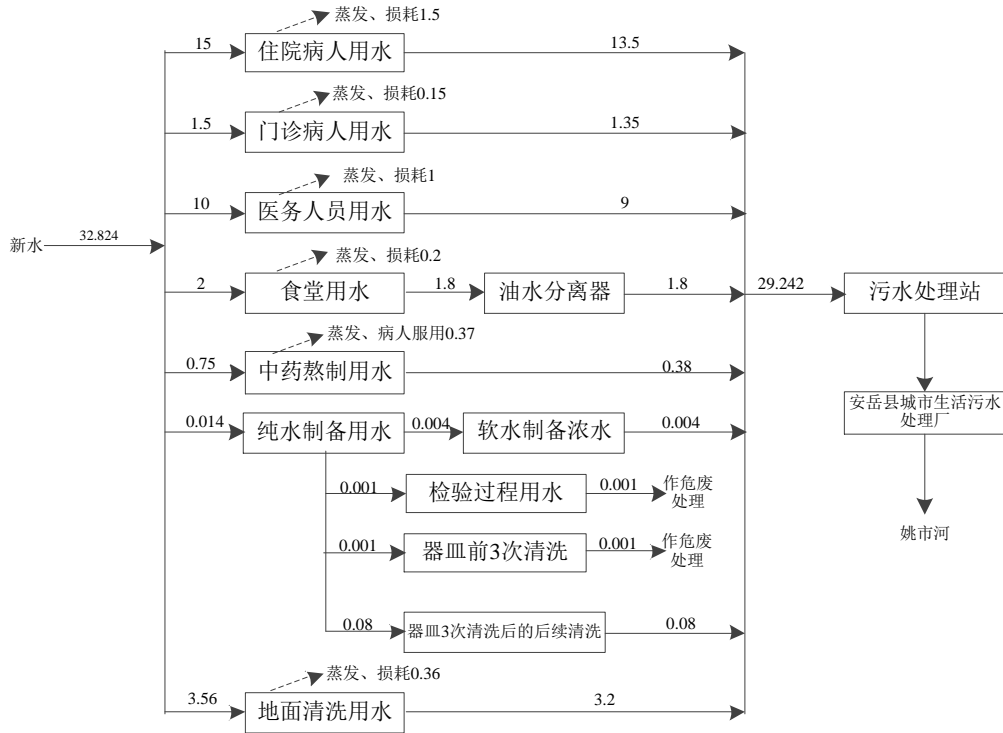 蒸发、损耗1.5
15
住院病人用水
13.5
蒸发、损耗0.15
1.5
门诊病人用水
1.35
蒸发、损耗1
10
医务人员用水
9
新水
32.824
蒸发、损耗0.2
2
食堂用水
1.8
油水分离器
1.8
29.242
污水处理站
蒸发、病人服用0.37
0.75
中药熬制用水
0.38
安岳县城市生活污水
处理厂
0.014
纯水制备用水
0.004
软水制备浓水
0.004
0.001
检验过程用水
0.001
作危废
处理
姚市河
0.001
器皿前3次清洗
0.001
作危废
处理
0.08
器皿3次清洗后的后续清洗
0.08
蒸发、损耗0.36
3.56
地面清洗用水
3.2